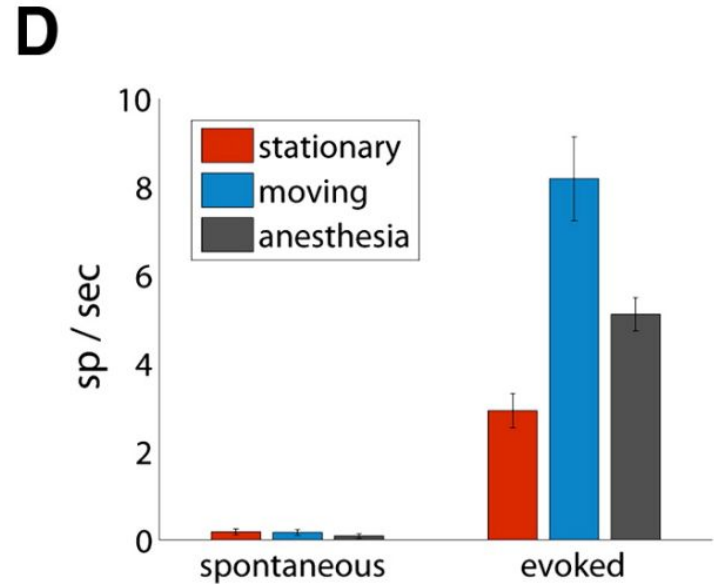 D
10
8
6
4
2
0
sp / sec
stationary
moving
anesthesia
spontaneous
evoked